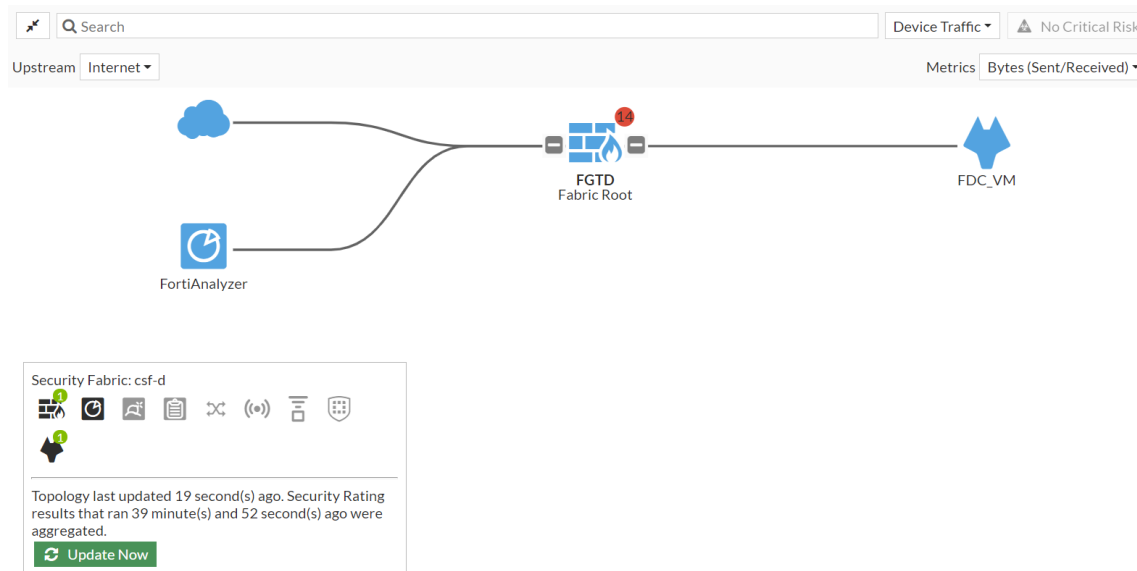 Search
Device Traffic
No Critical Risk
Upstream
Internet
Metrics
Bytes (Sent/Received)
14
FGTD
Fabric Root
FDC_VM
FortiAnalyzer
Security Fabric: csf-d
1
1
Topology last updated 19 second(s) ago. Security Rating
results that ran 39 minute(s) and 52 second(s) ago were
aggregated.
Update Now